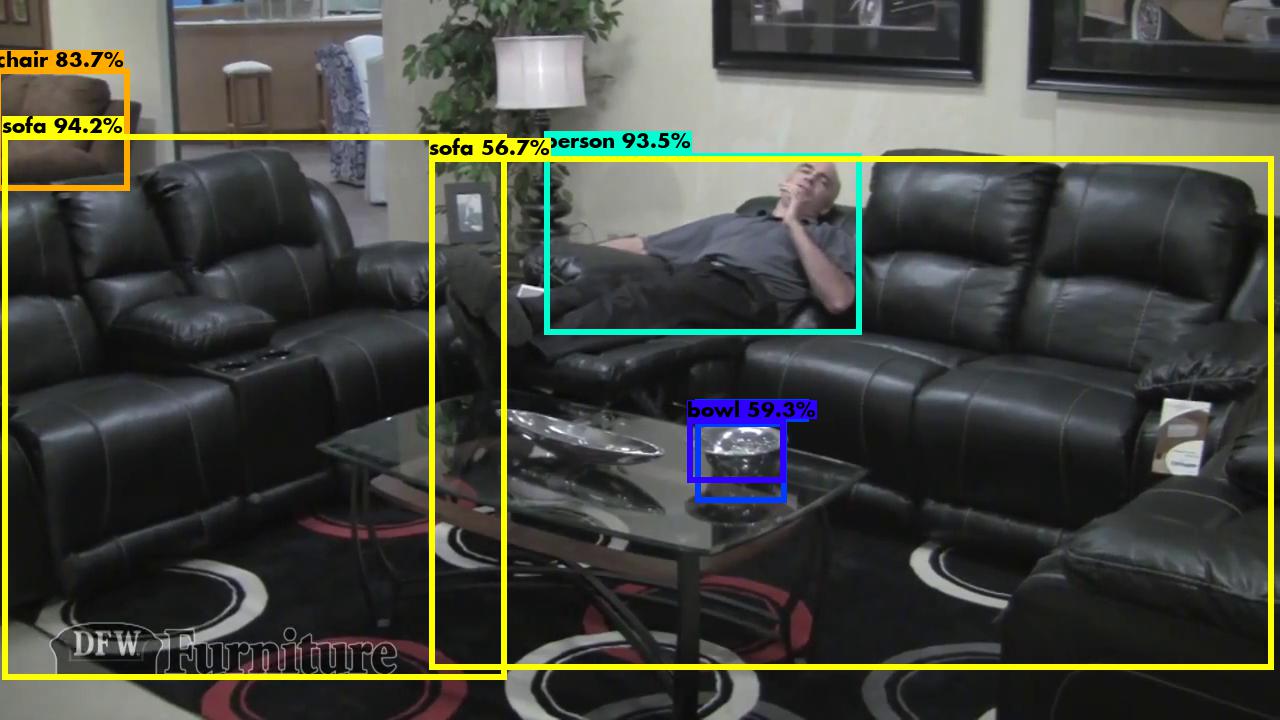 chair 83.7%
sofa 94.2%
sofa 56.7%
person 93.5%
bowl 59.3%
DFW Furniture